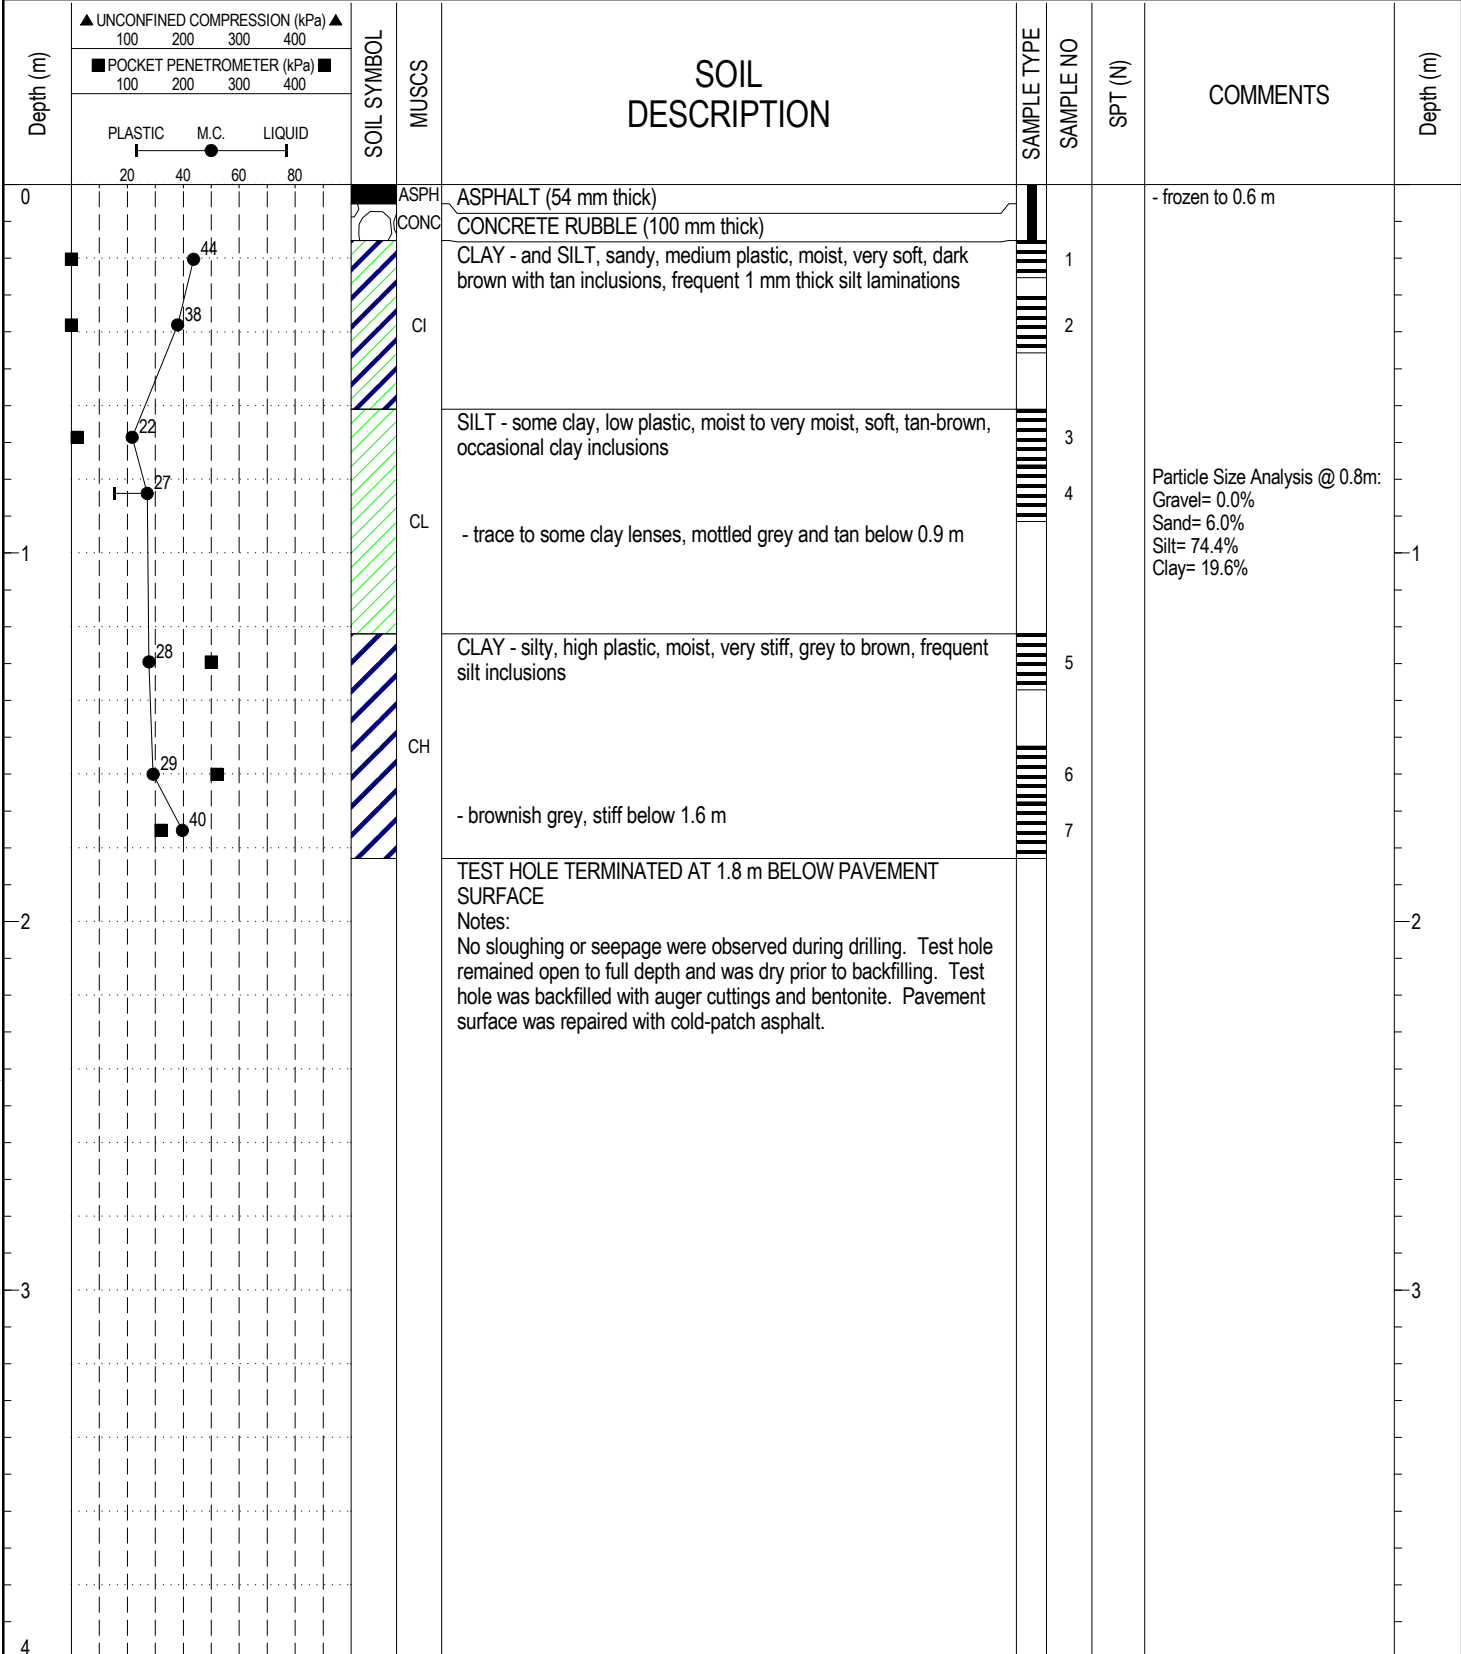 Depth (m)
▲ UNCONFINED COMPRESSION (kPa) ▲
100 200 300 400
■ POCKET PENETROMETER (kPa) ■
100 200 300 400
PLASTIC M.C. LIQUID
20 40 60 80
SOIL SYMBOL
MUSCS
SOIL
DESCRIPTION
SAMPLE TYPE
SAMPLE NO
SPT (N)
COMMENTS
Depth (m)
0
ASPH
ASPHALT (54 mm thick)
- frozen to 0.6 m
CONC
CONCRETE RUBBLE (100 mm thick)
44
CLAY - and SILT, sandy, medium plastic, moist, very soft, dark
brown with tan inclusions, frequent 1 mm thick silt laminations
1
38
CI
2
22
SILT - some clay, low plastic, moist to very moist, soft, tan-brown,
occasional clay inclusions
3
27
4
Particle Size Analysis @ 0.8m:
Gravel= 0.0%
Sand= 6.0%
Silt= 74.4%
Clay= 19.6%
CL
- trace to some clay lenses, mottled grey and tan below 0.9 m
1
1
28
CLAY - silty, high plastic, moist, very stiff, grey to brown, frequent
silt inclusions
5
CH
29
6
40
- brownish grey, stiff below 1.6 m
7
TEST HOLE TERMINATED AT 1.8 m BELOW PAVEMENT
SURFACE
2
Notes:
2
No sloughing or seepage were observed during drilling. Test hole
remained open to full depth and was dry prior to backfilling. Test
hole was backfilled with auger cuttings and bentonite. Pavement
surface was repaired with cold-patch asphalt.
3
3
4